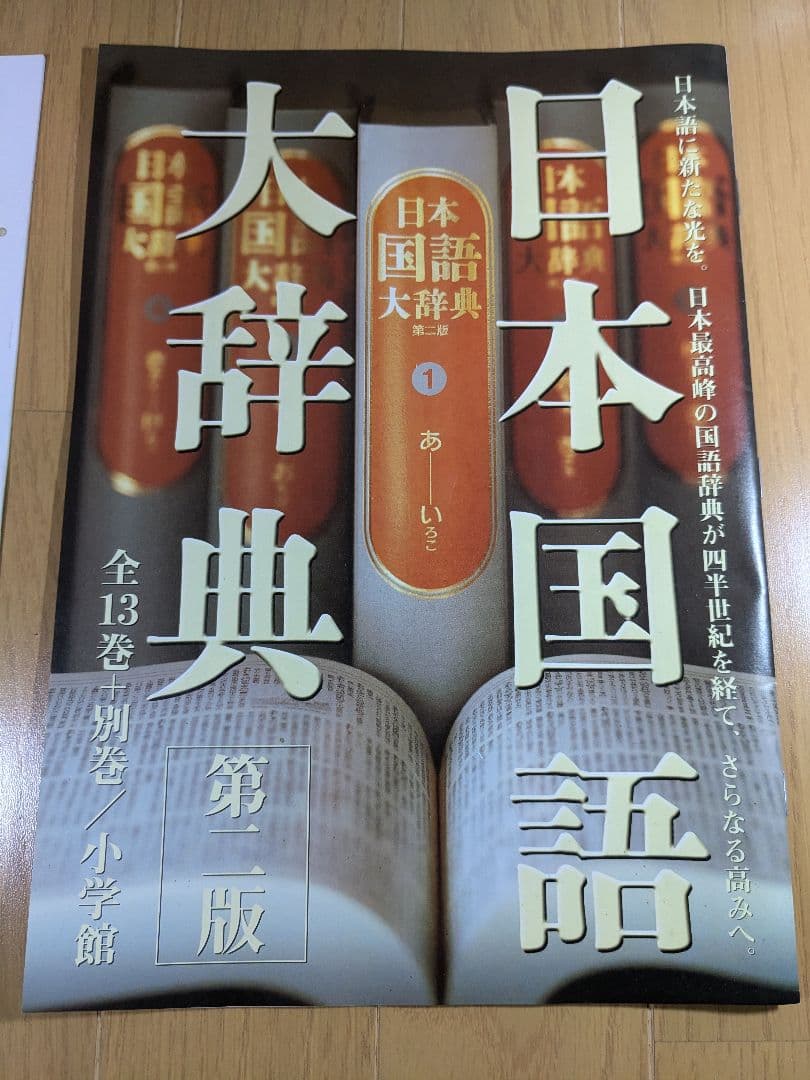 日本語に新たな光を。日本最高峰の国語辞典が四半世紀を経て、さらなる高みへ。
日本国語
大辞典
第二版
全13巻+別巻/小学館
日本
国語
大辞典
第二版
1
あ――いろこ